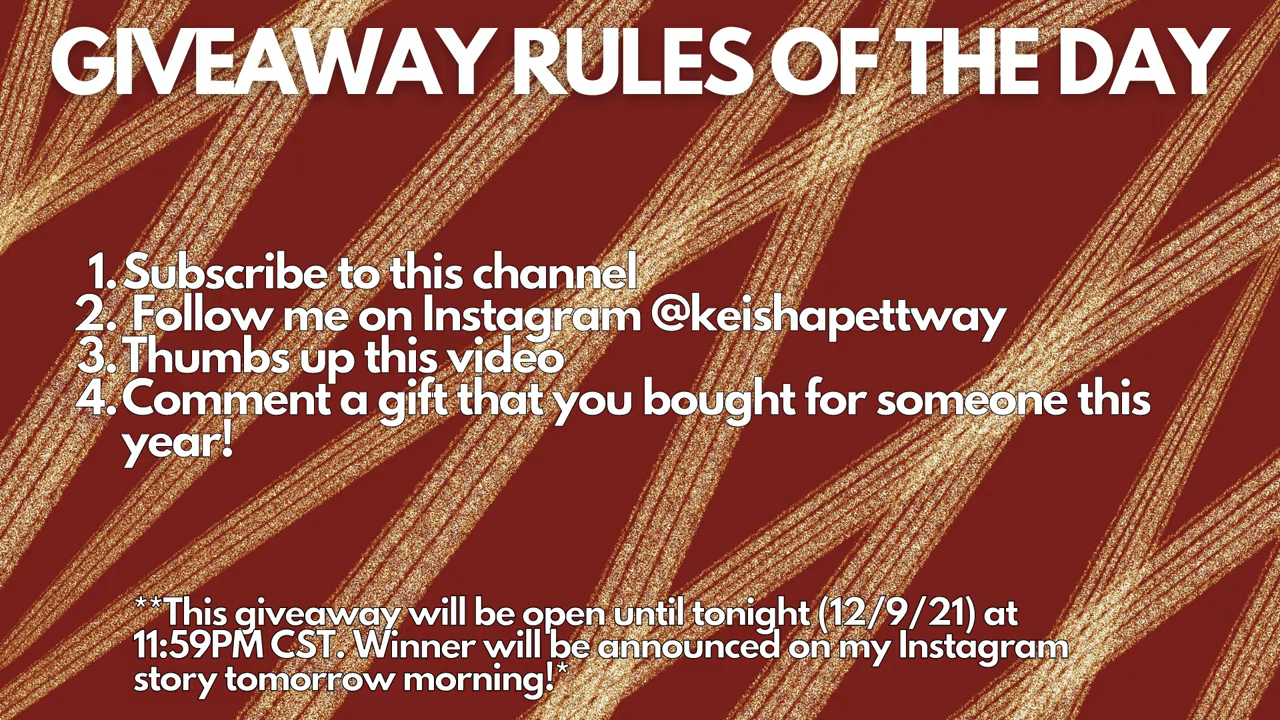 GIVEAWAY RULES OF THE DAY
1. Subscribe to this channel
2. Follow me on Instagram @keishapettway
3. Thumbs up this video
4. Comment a gift that you bought for someone this
year!
**This giveaway will be open until tonight (12/9/21) at
11:59PM CST. Winner will be announced on my Instagram
story tomorrow morning!*